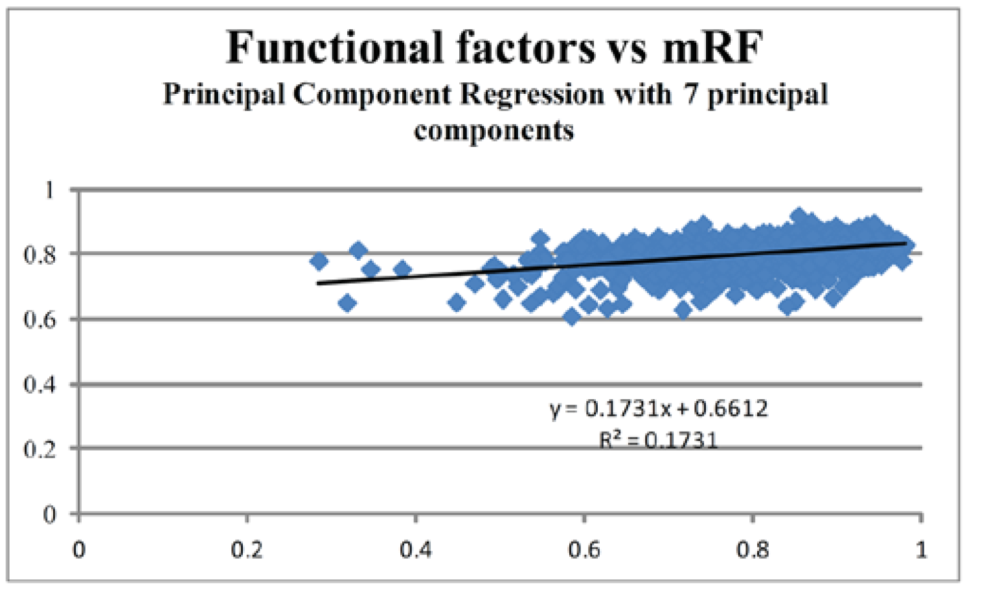 Functional factors vs mRF
Principal Component Regression with 7 principal
components
1
0.8
0.6
0.4
0.2
0
y = 0.1731x + 0.6612
R² = 0.1731
0 0.2 0.4 0.6 0.8 1